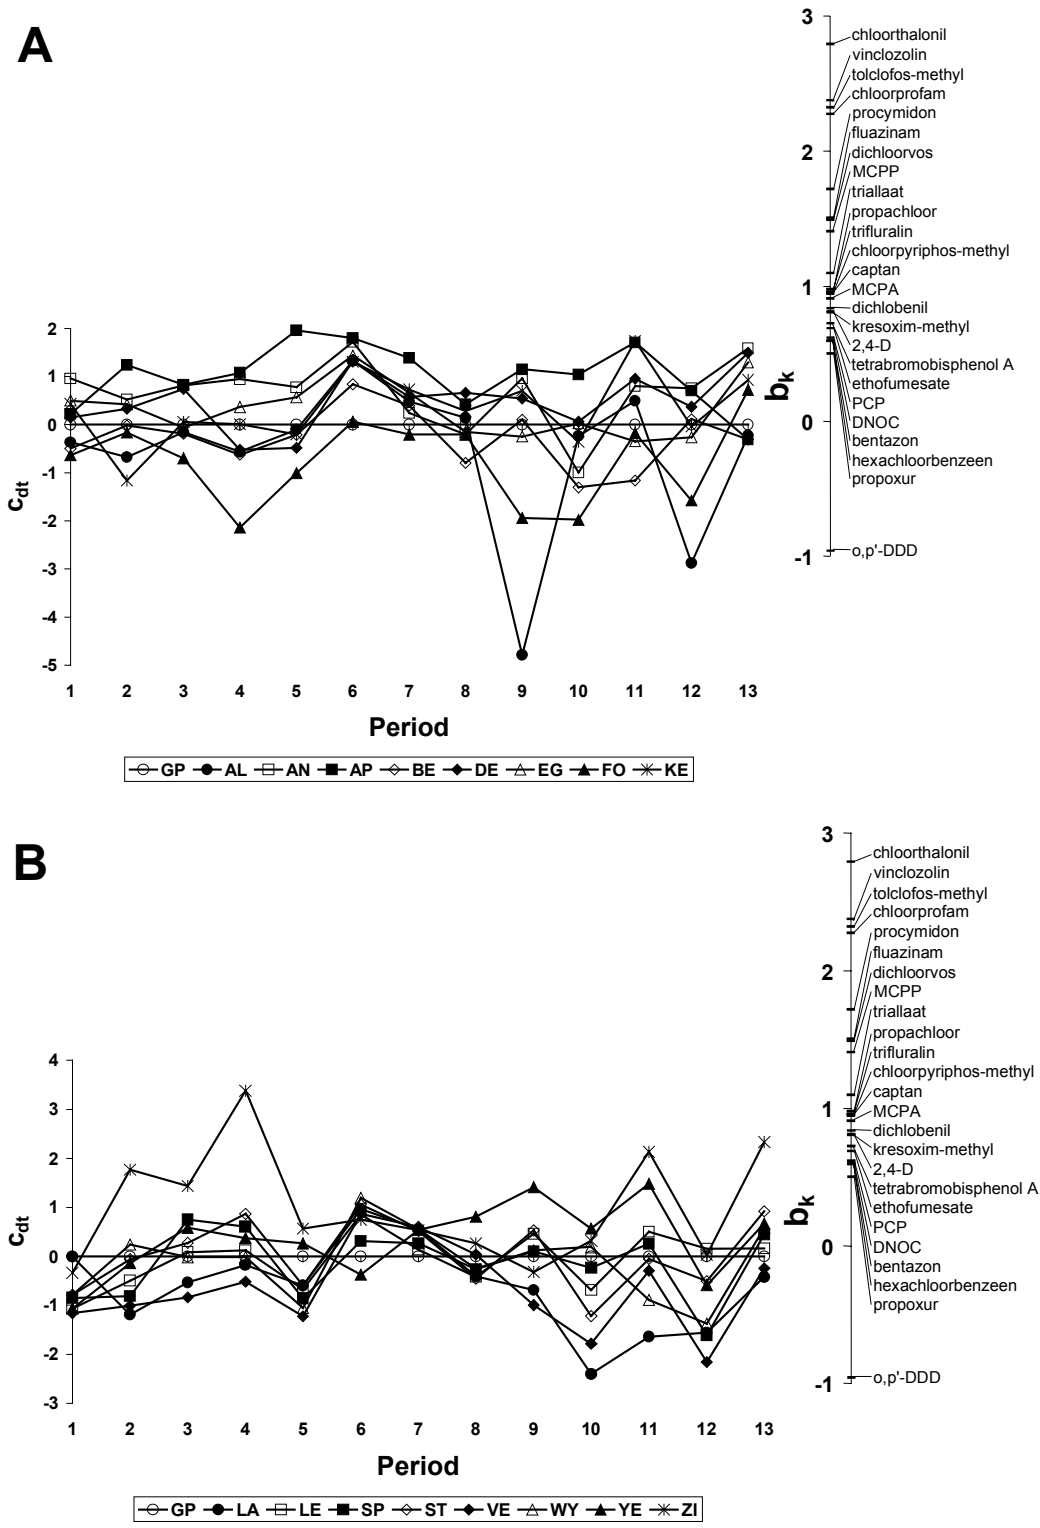 A
3
chloorthalonil
vinclozolin
tolclofos-methyl
chloorprofam
procymidon
fluazinam
2
dichloorvos
MCPP
triallaat
propachloor
trifluralin
chloorpyriphos-methyl
captan
1
MCPA
dichlobenil
kresoxim-methyl
2,4-D
tetrabromobisphenol A
ethofumesate
PCP
0
DNOC
bentazon
hexachloorbenzeen
propoxur
-1
o,p'-DDD
bk
2
1
0
-1
-2
-3
-4
-5
cdt
1 2 3 4 5 6 7 8 9 10 11 12 13
Period
GP AL AN AP BE DE EG FO KE
B
3
chloorthalonil
vinclozolin
tolclofos-methyl
chloorprofam
procymidon
fluazinam
2
dichloorvos
MCPP
triallaat
propachloor
trifluralin
chloorpyriphos-methyl
captan
1
MCPA
dichlobenil
kresoxim-methyl
2,4-D
tetrabromobisphenol A
ethofumesate
PCP
0
DNOC
bentazon
hexachloorbenzeen
propoxur
-1
o,p'-DDD
bk
4
3
2
1
0
-1
-2
-3
cdt
1 2 3 4 5 6 7 8 9 10 11 12 13
Period
GP LA LE SP ST VE WY YE ZI